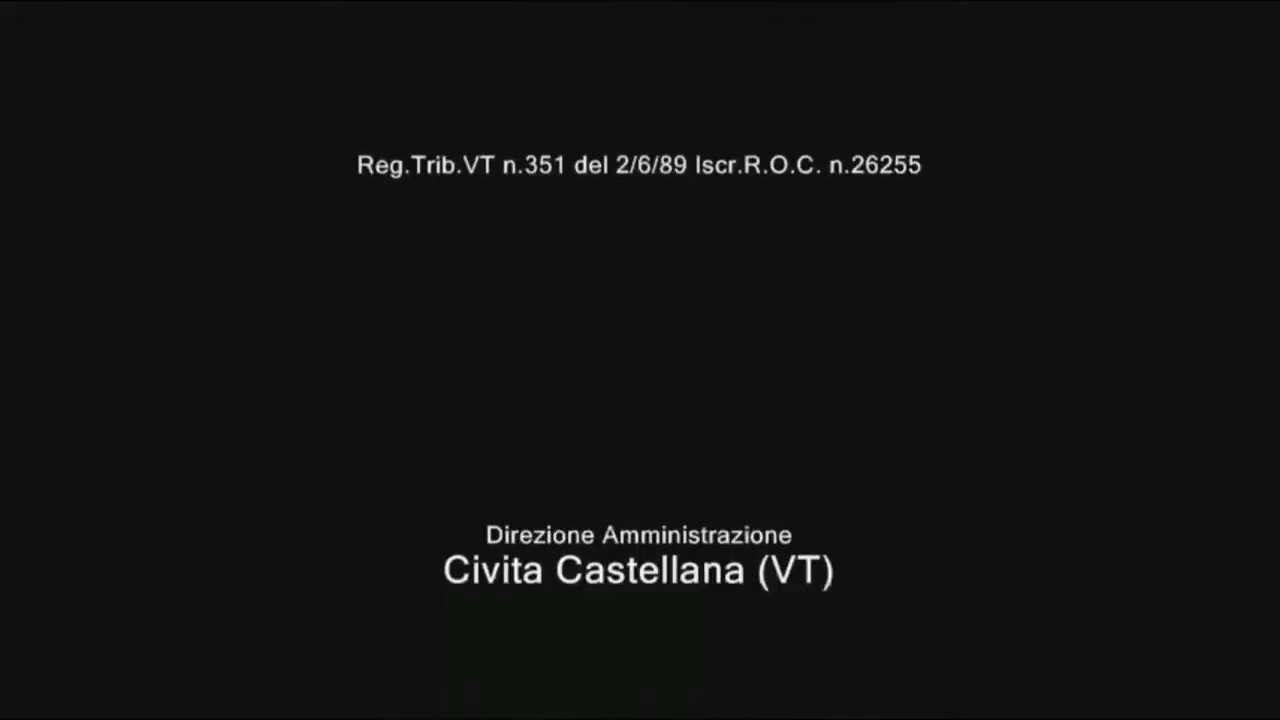 Reg.Trib.VT n.351 del 2/6/89 Iscr.R.O.C. n.26255
Direzione Amministrazione
Civita Castellana (VT)